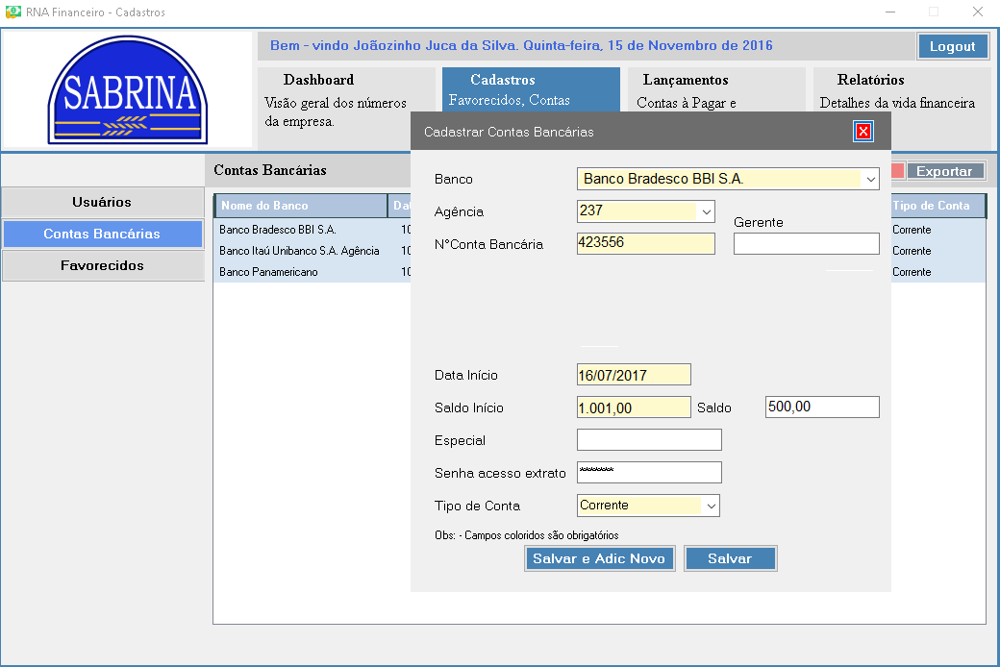 RNA Financeiro - Cadastros
Bem - vindo Joãozinho Juca da Silva. Quinta-feira, 15 de Novembro de 2016
Logout
SABRINA
Dashboard
Visão geral dos números
da empresa.
Cadastros
Favorecidos, Contas
Lançamentos
Contas à Pagar e
Relatórios
Detalhes da vida financeira
Cadastrar Contas Bancárias
X
Contas Bancárias
Exportar
Usuários
Contas Bancárias
Favorecidos
Nome do Banco
Tipo de Conta
Banco Bradesco BBI S.A.
10
Corrente
Banco Itaú Unibanco S.A. Agência
10
Corrente
Banco Panamericano
10
Corrente
Banco
Banco Bradesco BBI S.A.
Agência
237
Gerente
N°Conta Bancária
423556
Data Início
16/07/2017
Saldo Início
1.001,00
Saldo
500,00
Especial
Senha acesso extrato
Tipo de Conta
Corrente
Obs: - Campos coloridos são obrigatórios
Salvar e Adic Novo
Salvar